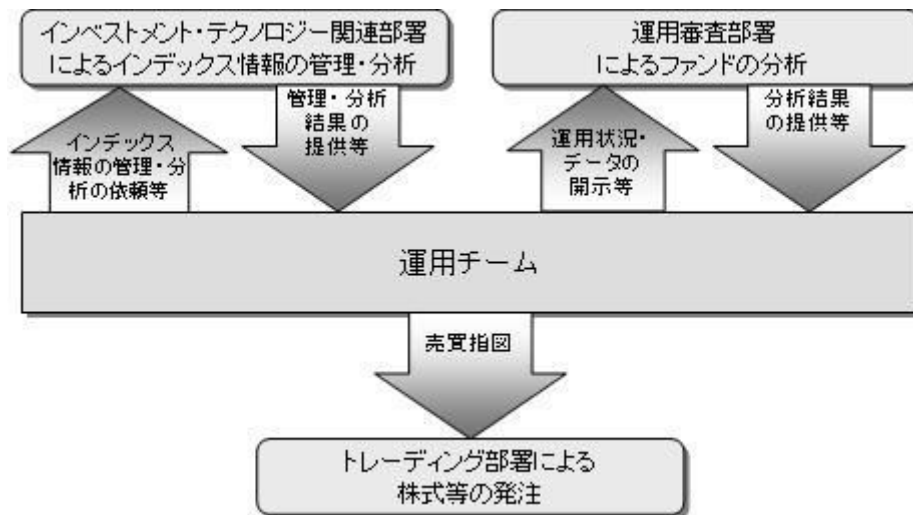 インベストメント・テクノロジー関連部署
によるインデックス情報の管理・分析
運用審査部署
によるファンドの分析
インデックス
情報の管理・分
析の依頼等
管理・分析
結果の
提供等
運用状況・
データの
開示等
分析結果
の提供等
運用チーム
売買指図
トレーディング部署による
株式等の発注